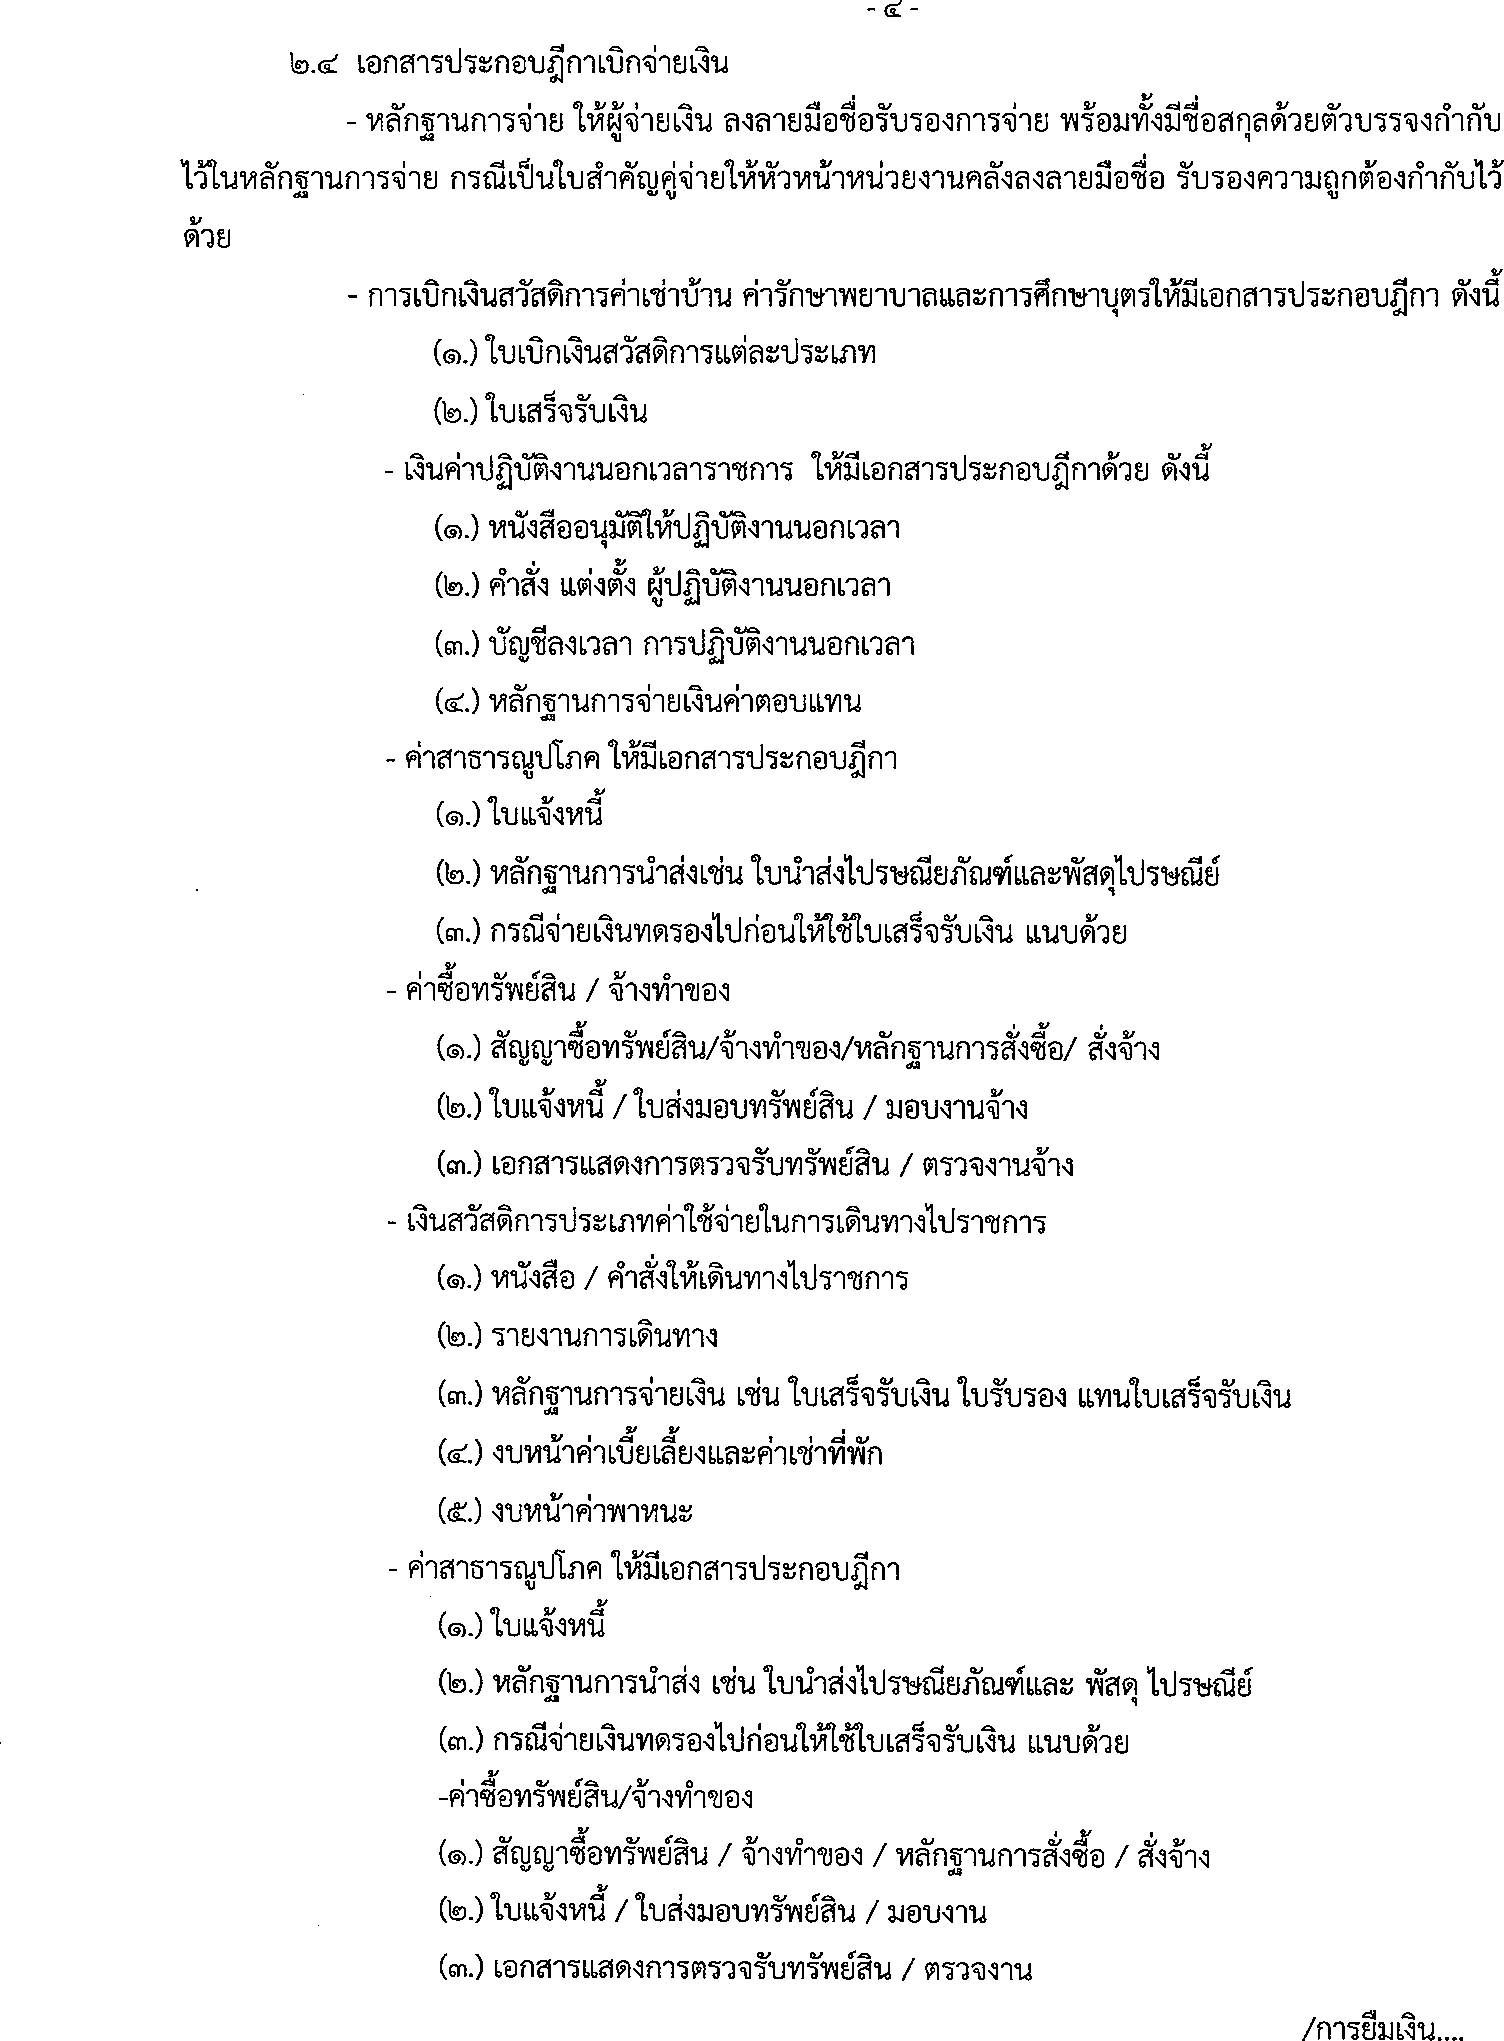 - ๔ -
๒.๔ เอกสารประกอบฎีกาเบิกจ่ายเงิน
- หลักฐานการจ่าย ให้ผู้จ่ายเงิน ลงลายมือชื่อรับรองการจ่าย พร้อมทั้งมีชื่อสกุลด้วยตัวบรรจงกำกับ
ไว้ในหลักฐานการจ่าย กรณีเป็นใบสำคัญคู่จ่ายให้หัวหน้าหน่วยงานคลังลงลายมือชื่อ รับรองความถูกต้องกำกับไว้
ด้วย
- การเบิกเงินสวัสดิการค่าเช่าบ้าน ค่ารักษาพยาบาลและการศึกษาบุตรให้มีเอกสารประกอบฎีกา ดังนี้
(๑.) ใบเบิกเงินสวัสดิการแต่ละประเภท
(๒.) ใบเสร็จรับเงิน
- เงินค่าปฏิบัติงานนอกเวลาราชการ ให้มีเอกสารประกอบฎีกาด้วย ดังนี้
(๑.) หนังสืออนุมัติให้ปฏิบัติงานนอกเวลา
(๒.) คำสั่ง แต่งตั้ง ผู้ปฏิบัติงานนอกเวลา
(๓.) บัญชีลงเวลา การปฏิบัติงานนอกเวลา
(๔.) หลักฐานการจ่ายเงินค่าตอบแทน
- ค่าสาธารณูปโภค ให้มีเอกสารประกอบฎีกา
(๑.) ใบแจ้งหนี้
(๒.) หลักฐานการนำส่งเช่น ใบนำส่งไปรษณียภัณฑ์และพัสดุไปรษณีย์
(๓.) กรณีจ่ายเงินทดรองไปก่อนให้ใช้ใบเสร็จรับเงิน แนบด้วย
- ค่าซื้อทรัพย์สิน / จ้างทำของ
(๑.) สัญญาซื้อทรัพย์สิน/จ้างทำของ/หลักฐานการสั่งซื้อ/ สั่งจ้าง
(๒.) ใบแจ้งหนี้ / ใบส่งมอบทรัพย์สิน / มอบงานจ้าง
(๓.) เอกสารแสดงการตรวจรับทรัพย์สิน / ตรวจงานจ้าง
- เงินสวัสดิการประเภทค่าใช้จ่ายในการเดินทางไปราชการ
(๑.) หนังสือ / คำสั่งให้เดินทางไปราชการ
(๒.) รายงานการเดินทาง
(๓.) หลักฐานการจ่ายเงิน เช่น ใบเสร็จรับเงิน ใบรับรอง แทนใบเสร็จรับเงิน
(๔.) งบหน้าค่าเบี้ยเลี้ยงและค่าเช่าที่พัก
(๕.) งบหน้าค่าพาหนะ
- ค่าสาธารณูปโภค ให้มีเอกสารประกอบฎีกา
(๑.) ใบแจ้งหนี้
(๒.) หลักฐานการนำส่ง เช่น ใบนำส่งไปรษณียภัณฑ์และ พัสดุ ไปรษณีย์
(๓.) กรณีจ่ายเงินทดรองไปก่อนให้ใช้ใบเสร็จรับเงิน แนบด้วย
-ค่าซื้อทรัพย์สิน/จ้างทำของ
(๑.) สัญญาซื้อทรัพย์สิน / จ้างทำของ / หลักฐานการสั่งซื้อ / สั่งจ้าง
(๒.) ใบแจ้งหนี้ / ใบส่งมอบทรัพย์สิน / มอบงาน
(๓.) เอกสารแสดงการตรวจรับทรัพย์สิน / ตรวจงาน
/การยืมเงิน....